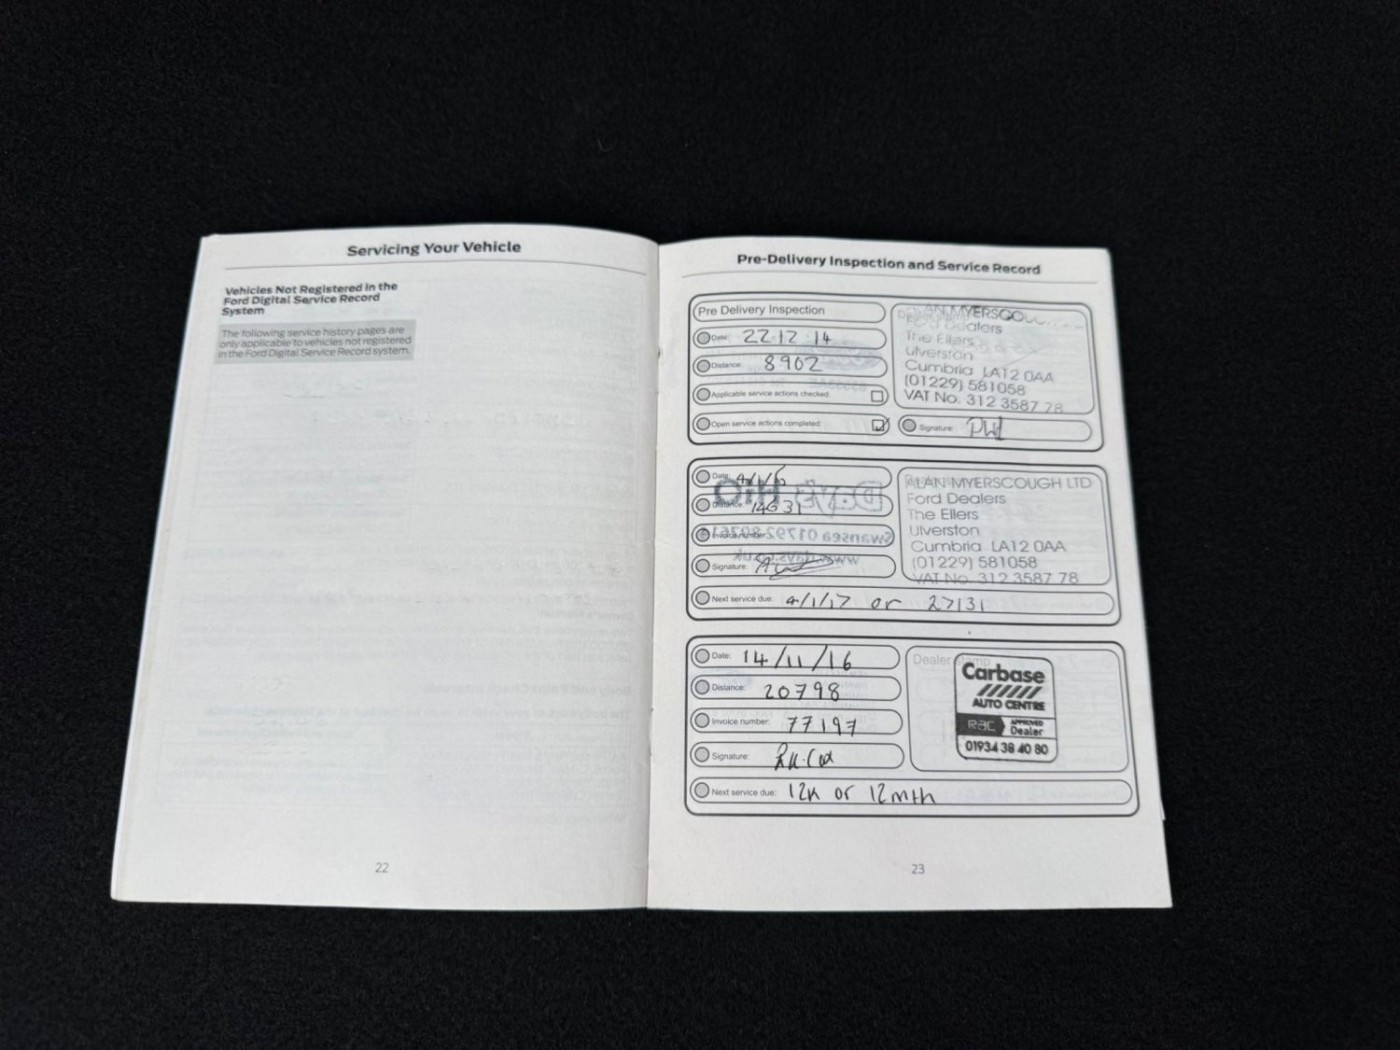 Servicing Your Vehicle
Vehicles Not Registered in the
Ford Digital Service Record
System
The following service history pages are
only applicable to vehicles not registered
in the Ford Digital Service Record system.
22
Pre-Delivery Inspection and Service Record
Pre Delivery Inspection
Date: 22 12 14
Distance: 8902
Applicable service actions checked
Open service actions completed
ALAN MYERSCOU
Ford Dealers
The Ellers
Ulverston
Cumbria LA12 0AA
(01229) 581058
VAT No. 312 3587 78
Signature:
Date:
Distance: 14631
Invoice number:
Signature:
ALAN MYERSCOUGH LTD
Ford Dealers
The Ellers
Ulverston
Cumbria LA12 0AA
(01229) 581058
VAT No. 312 3587 78
Next service due: 4/1/17 or 27131
Date: 14/11/16
Distance: 20798
Invoice number: 77197
Signature:
Dealer stamp
Carbase
AUTO CENTRE
RAC APPROVED
Dealer
01934 38 40 80
Next service due: 12K or 12mth
23